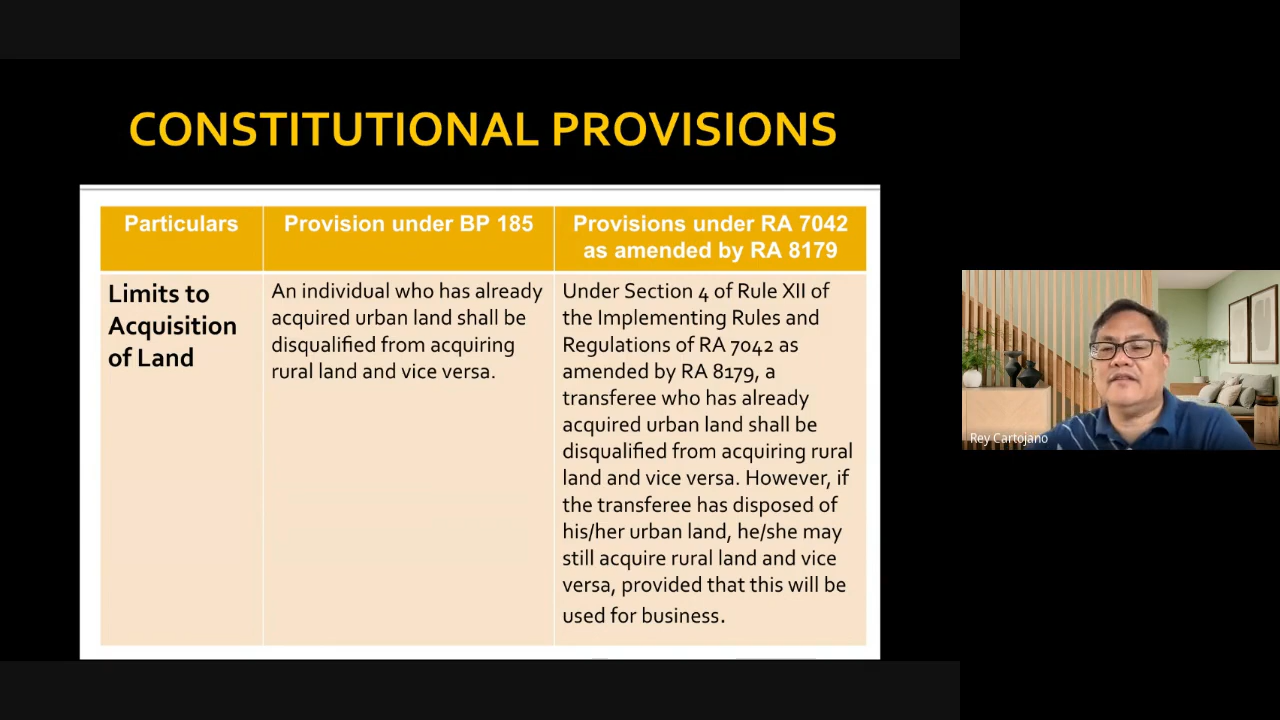 CONSTITUTIONAL PROVISIONS
Particulars
Provision under BP 185
Provisions under RA 7042
as amended by RA 8179
Limits to
Acquisition
of Land
An individual who has already
acquired urban land shall be
disqualified from acquiring
rural land and vice versa.
Under Section 4 of Rule XII of
the Implementing Rules and
Regulations of RA 7042 as
amended by RA 8179, a
transferee who has already
acquired urban land shall be
disqualified from acquiring rural
land and vice versa. However, if
the transferee has disposed of
his/her urban land, he/she may
still acquire rural land and vice
versa, provided that this will be
used for business.
Rey Cartojano